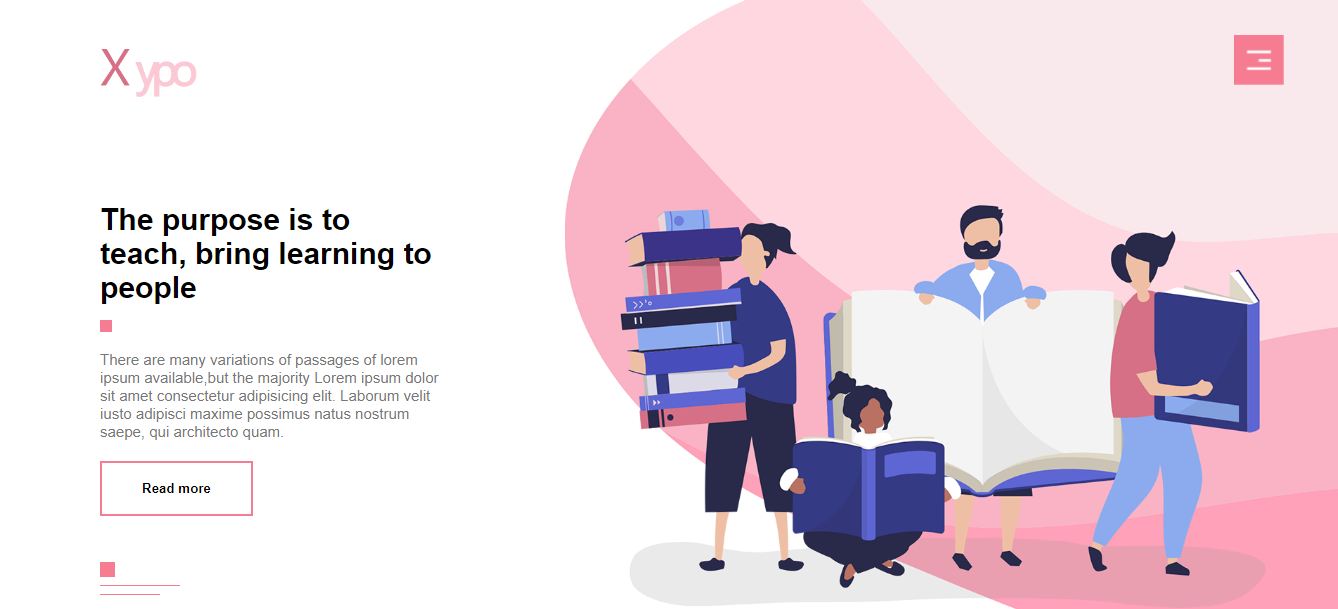 X ypo
The purpose is to
teach, bring learning to
people
There are many variations of passages of lorem
ipsum available,but the majority Lorem ipsum dolor
sit amet consectetur adipisicing elit. Laborum velit
iusto adipisci maxime possimus natus nostrum
saepe, qui architecto quam.
Read more